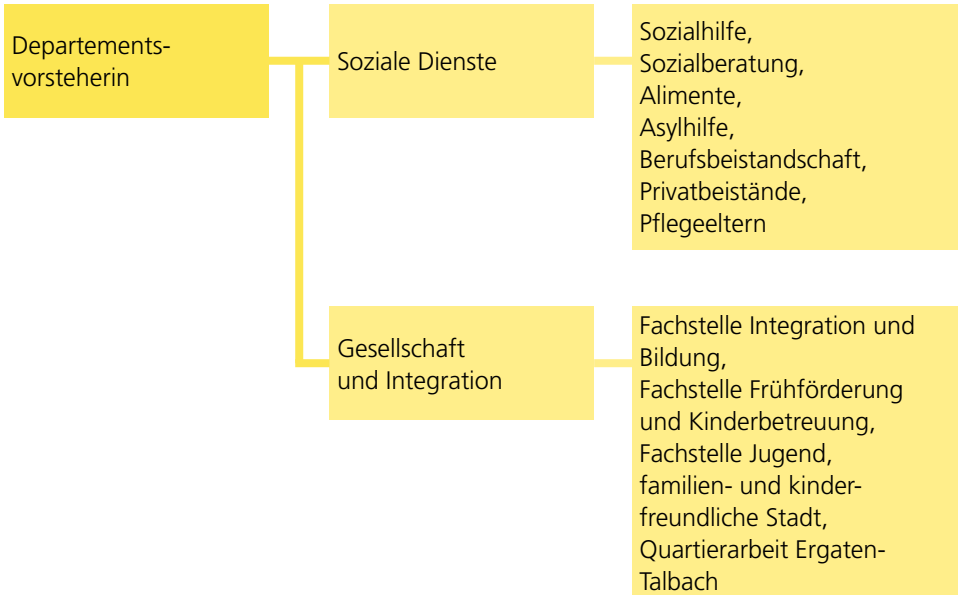 Departements-
vorsteherin
Soziale Dienste
Sozialhilfe,
Sozialberatung,
Alimente,
Asylhilfe,
Berufsbeistandschaft,
Privatbeistände,
Pflegeeltern
Gesellschaft
und Integration
Fachstelle Integration und
Bildung,
Fachstelle Frühförderung
und Kinderbetreuung,
Fachstelle Jugend,
familien- und kinder-
freundliche Stadt,
Quartierarbeit Ergaten-
Talbach